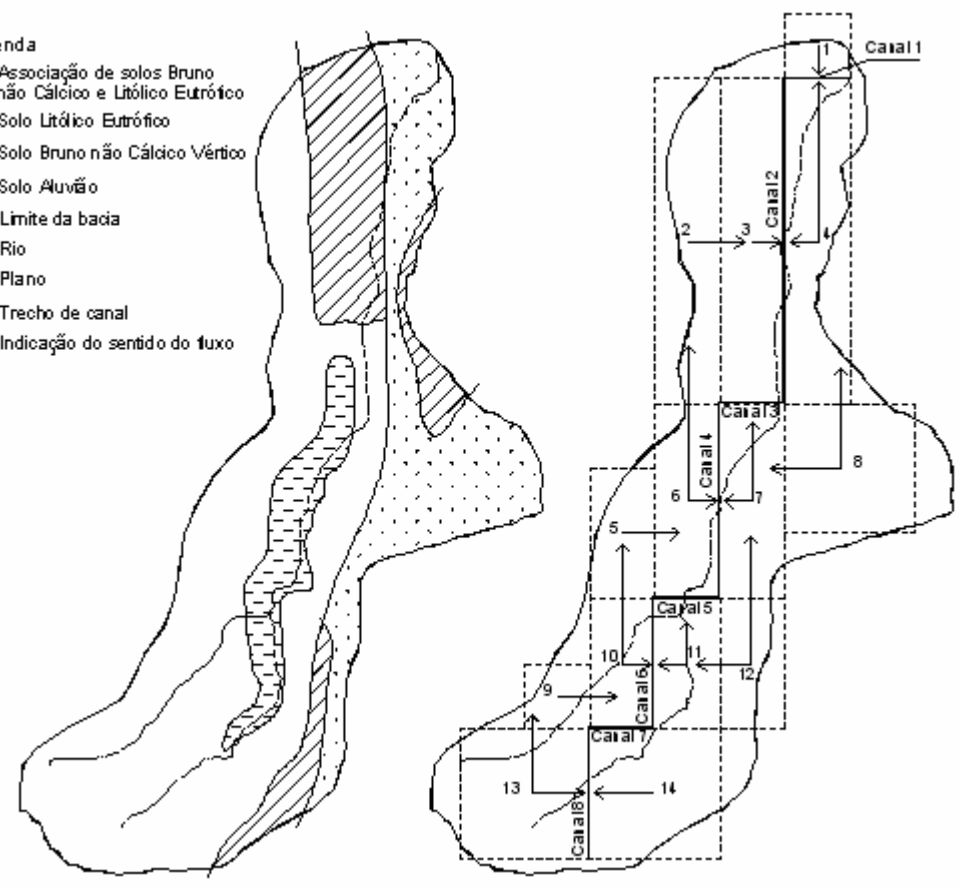 enda
Associação de solos Bruno
não Cálcico e Litólico Eutrótico
Solo Litólico Eutrófico
Solo Bruno não Cálcico Vértico
Solo Aluvião
Limite da bacia
Rio
Plano
Trecho de canal
Indicação do sentido do fluxo
1
Canal 1
Canal 2
2
3
4
Canal 3
Canal 4
8
6
7
5
Canal 5
10
11
12
Canal 6
9
Canal 7
13
14
Canal 8